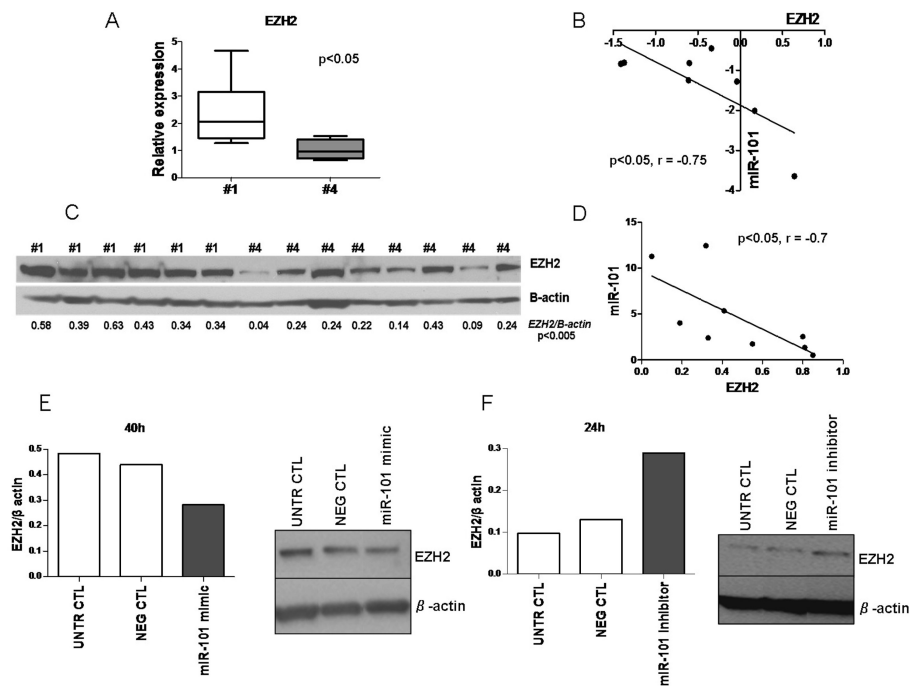 A
EZH2
Relative expression
5
4
3
2
1
0
p<0.05
#1 #4
B
EZH2
-1.5 -1.0 -0.5 0.0 0.5 1.0
-1
-2
-3
-4
miR-101
p<0.05, r = -0.75
C
#1 #1 #1 #1 #1 #1 #4 #4 #4 #4 #4 #4 #4 #4
EZH2
B-actin
0.58 0.39 0.63 0.43 0.34 0.34 0.04 0.24 0.24 0.22 0.14 0.43 0.09 0.24
EZH2/B-actin
p<0.005
D
miR-101
15
10
5
0
p<0.05, r = -0.7
0.0 0.2 0.4 0.6 0.8 1.0
EZH2
E
40h
EZH2/β actin
0.5
0.4
0.3
0.2
0.1
0.0
UNTR CTL
NEG CTL
miR-101 mimic
UNTR CTL
NEG CTL
miR-101 mimic
EZH2
β-actin
F
24h
EZH2/β actin
0.3
0.2
0.1
0.0
UNTR CTL
NEG CTL
miR-101 inhibitor
UNTR CTL
NEG CTL
miR-101 inhibitor
EZH2
β-actin